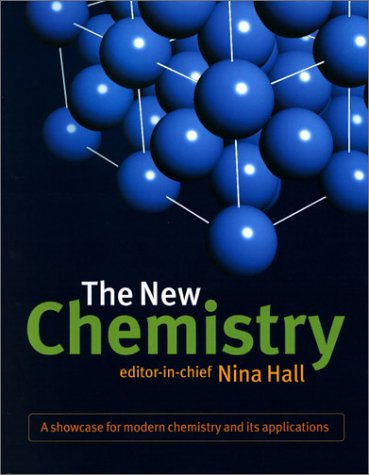 The New
Chemistry
editor-in-chief Nina Hall
A showcase for modern chemistry and its applications